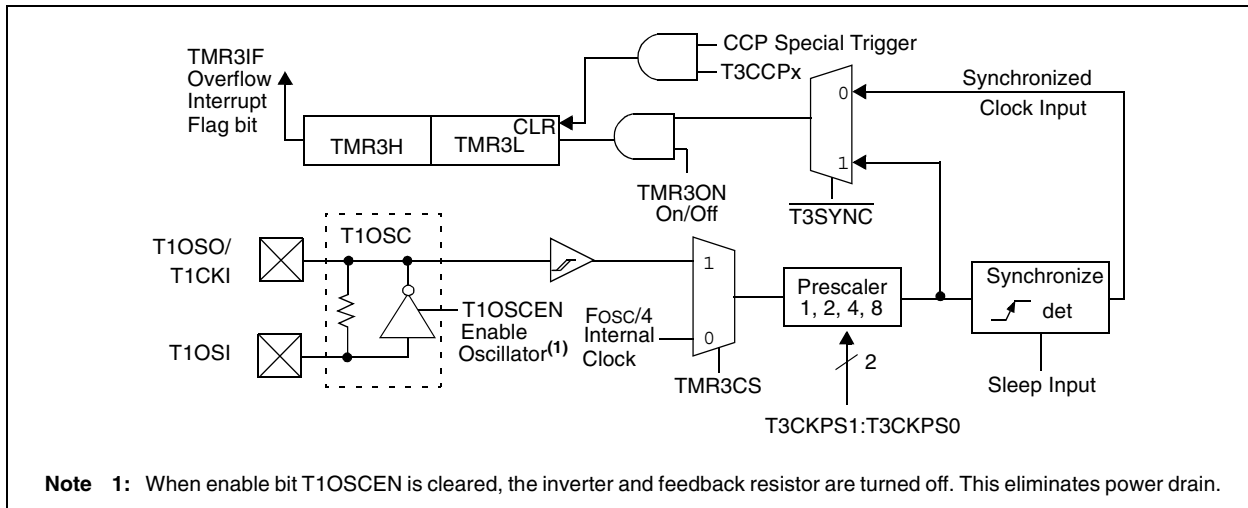 TMR3IF
Overflow
Interrupt
Flag bit
TMR3H
TMR3L
CLR
CCP Special Trigger
T3CCPx
TMR3ON
On/Off
0
1
T3SYNC
Synchronized
Clock Input
T1OSO/
T1CKI
T1OSI
T1OSC
T1OSCEN
Enable
Oscillator(1)
FOSC/4
Internal
Clock
1
0
TMR3CS
Prescaler
1, 2, 4, 8
2
T3CKPS1:T3CKPS0
Synchronize
det
Sleep Input
Note 1: When enable bit T1OSCEN is cleared, the inverter and feedback resistor are turned off. This eliminates power drain.